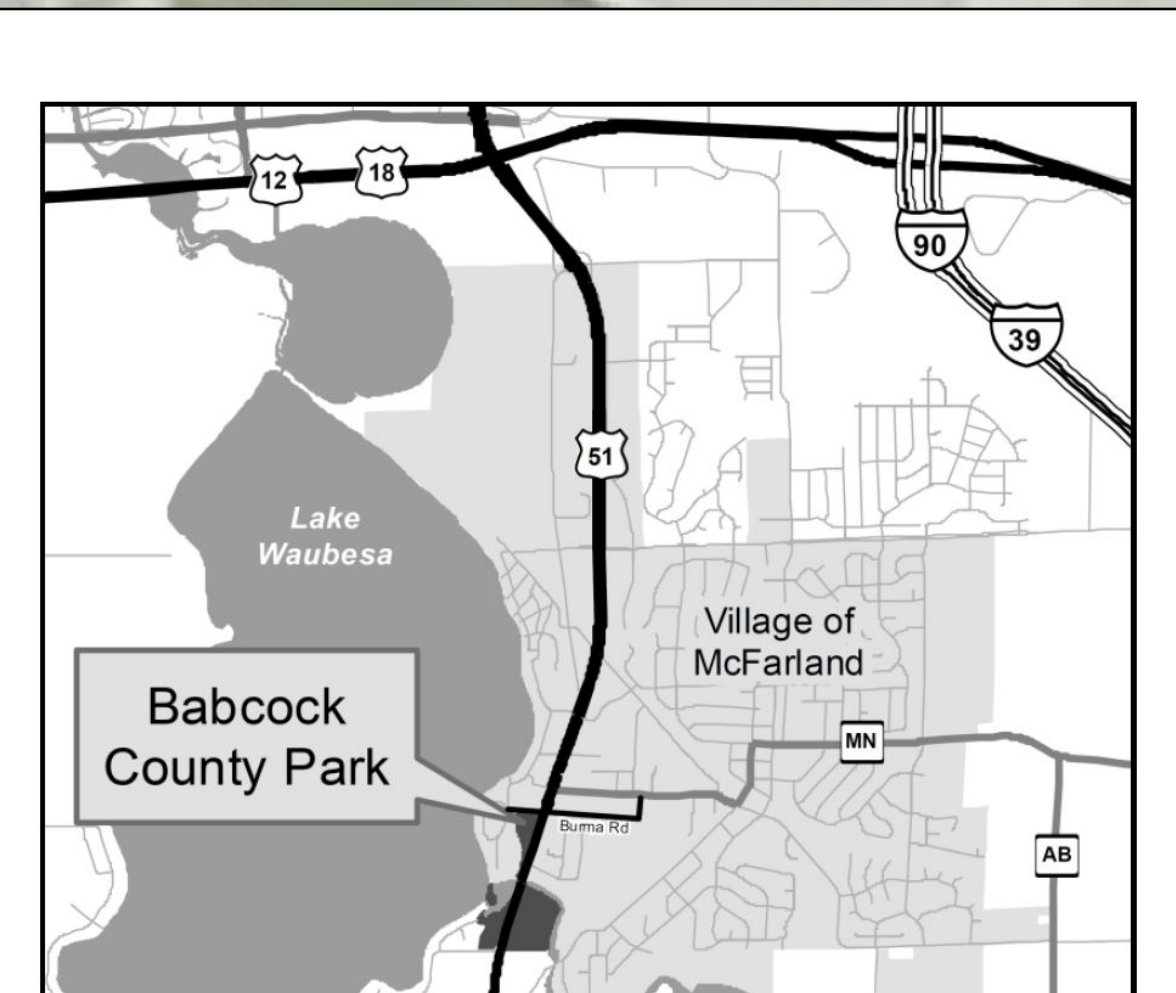 12
18
90
39
51
Lake
Waubesa
Village of
McFarland
Babcock
County Park
MN
Burma Rd
AB